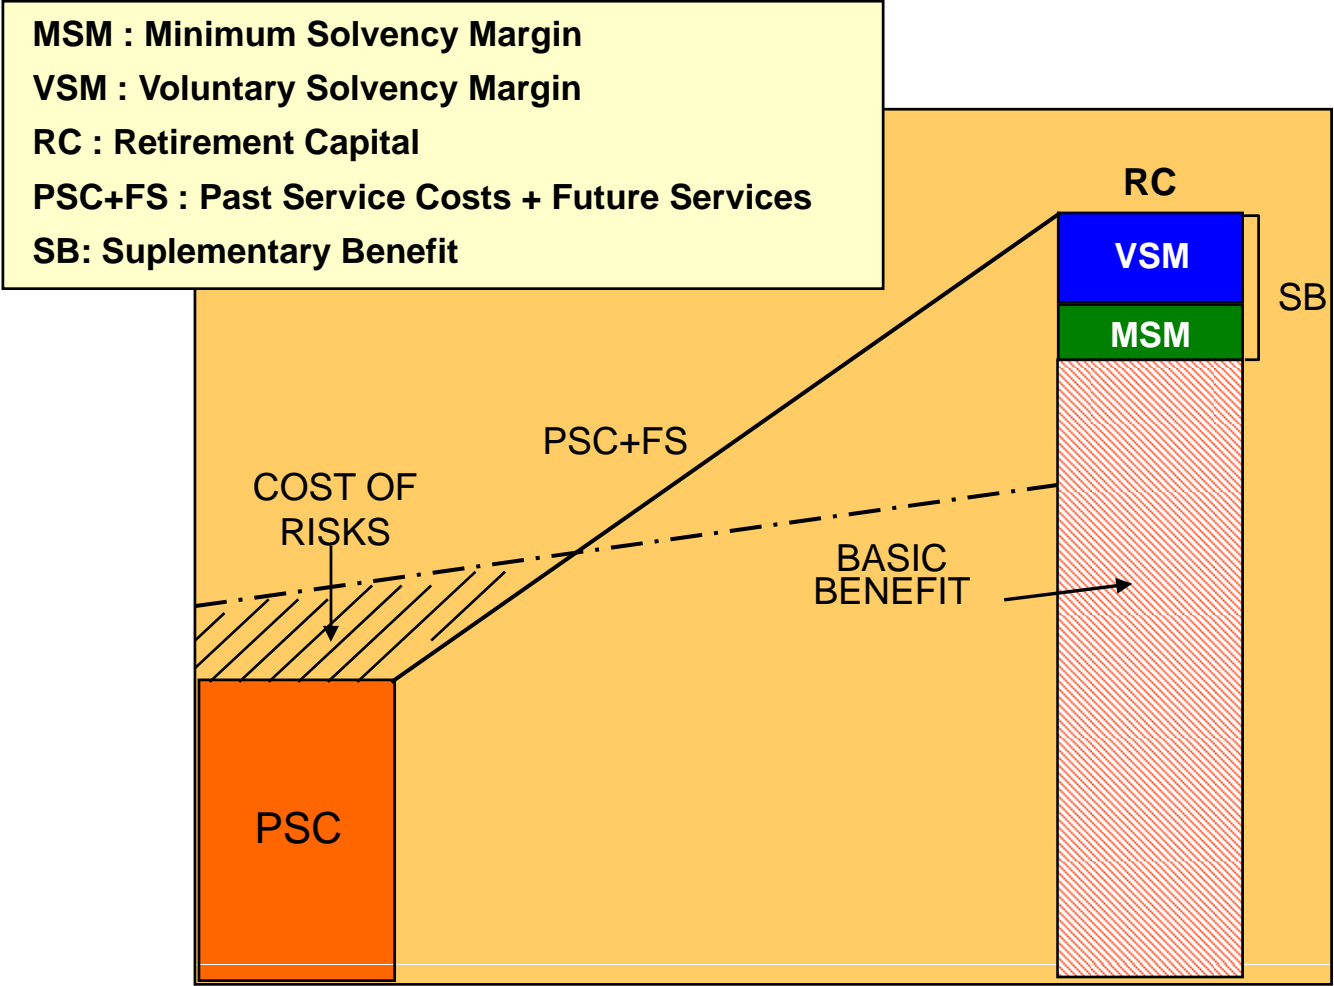 MSM : Minimum Solvency Margin
VSM : Voluntary Solvency Margin
RC : Retirement Capital
PSC+FS : Past Service Costs + Future Services
SB: Suplementary Benefit
RC
VSM
SB
MSM
PSC+FS
COST OF
RISKS
BASIC
BENEFIT
PSC